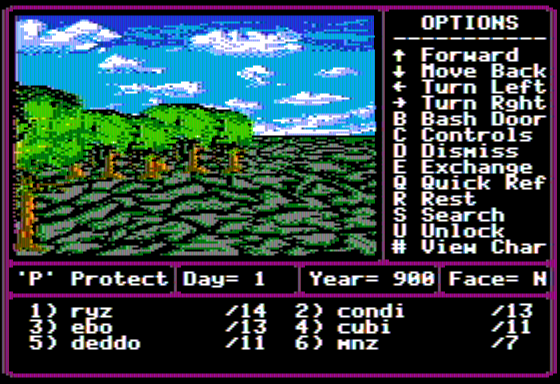 OPTIONS
------------
↑ Forward
↓ Move Back
← Turn Left
→ Turn Rght
B Bash Door
C Controls
D Dismiss
E Exchange
Q Quick Ref
R Rest
S Search
U Unlock
# View Char
'P' Protect Day= 1 Year= 900 Face= N
1) ryz /14 2) condi /13
3) ebo /13 4) cubi /11
5) deddo /11 6) mnz /7